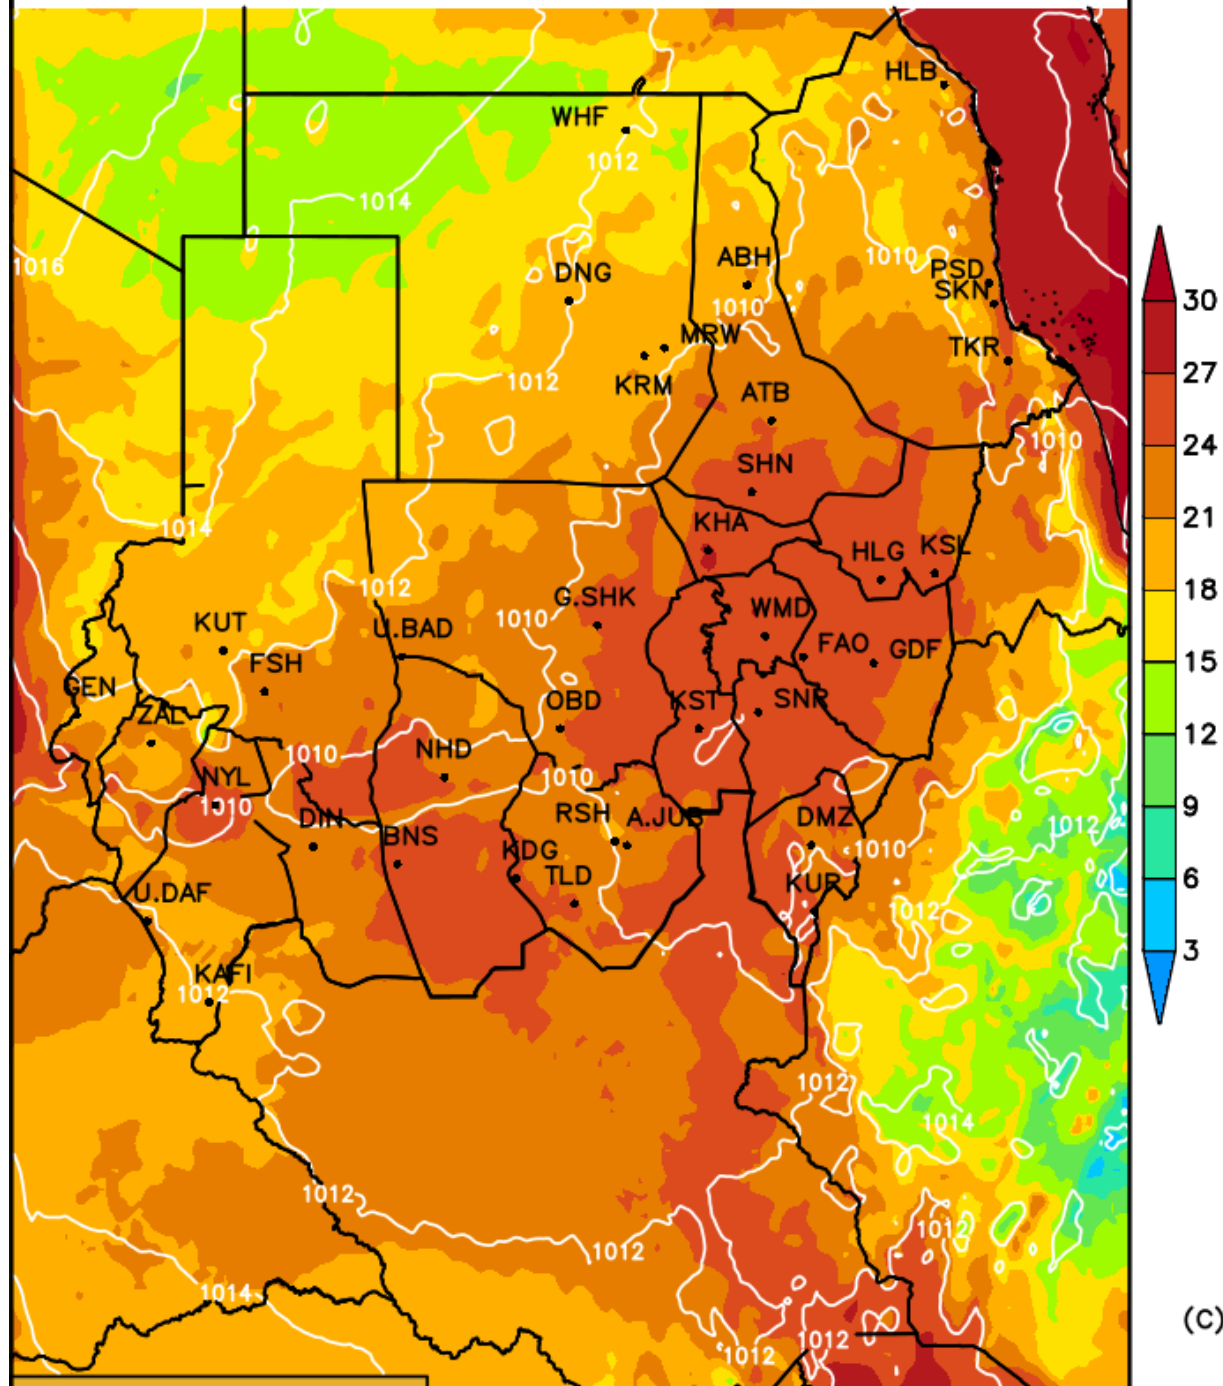 HLB
WHF
1012
1014
1016
1010
ABH
PSD
DNG
SKN
1010
MRW
TKR
1012
KRM
ATB
1010
SHN
1014
KHA
HLG
KSL
1012
G.SHK
WMD
KUT
1010
U.BAD
FAO
GDF
FSH
GEN
OBD
KST
SNR
ZAL
1010
NHD
NYL
1010
1010
DIN
RSH
A.JUB
DMZ
1012
BNS
KDG
1010
TLD
KUR
U.DAF
1012
KAFI
1012
1012
1014
1012
1012
1012
1014
1012
1012
30
27
24
21
18
15
12
9
6
3
(C)